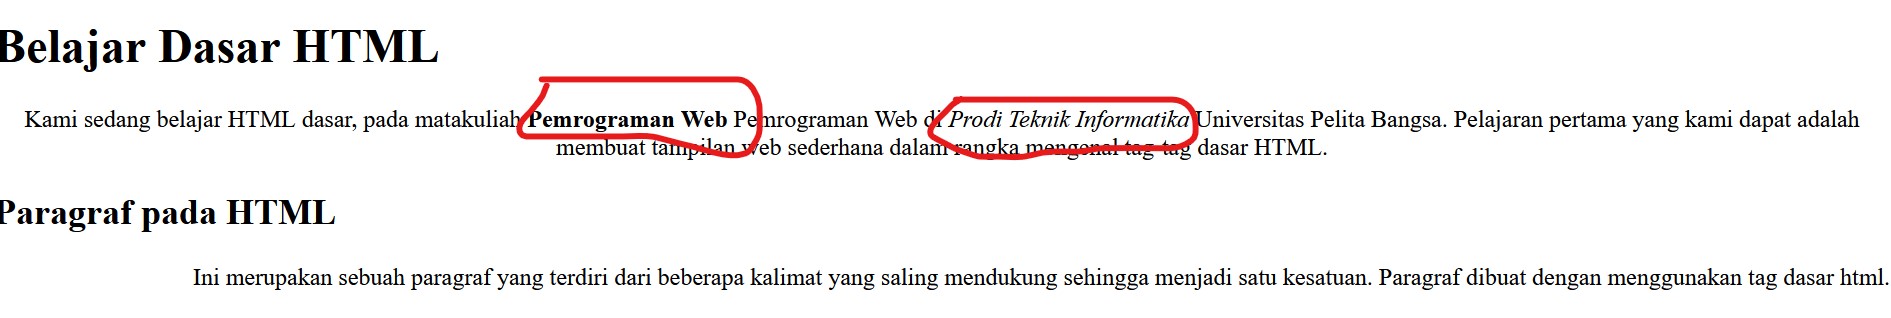 Belajar Dasar HTML
Kami sedang belajar HTML dasar, pada matakuliah Pemrograman Web Pemrograman Web di Prodi Teknik Informatika Universitas Pelita Bangsa. Pelajaran pertama yang kami dapat adalah
membuat tampilan web sederhana dalam rangka mengenal tag-tag dasar HTML.
Paragraf pada HTML
Ini merupakan sebuah paragraf yang terdiri dari beberapa kalimat yang saling mendukung sehingga menjadi satu kesatuan. Paragraf dibuat dengan menggunakan tag dasar html.